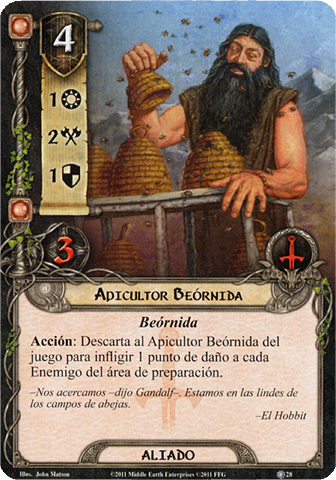 4
1
2
1
3
Apicultor Beórnida
Beórnida
Acción: Descarta al Apicultor Beórnida del
juego para infligir 1 punto de daño a cada
Enemigo del área de preparación.
–Nos acercamos –dijo Gandalf–. Estamos en las lindes de
los campos de abejas.
–El Hobbit
ALIADO
Illus. John Matson ©2011 Middle Earth Enterprises ©2011 FFG 28